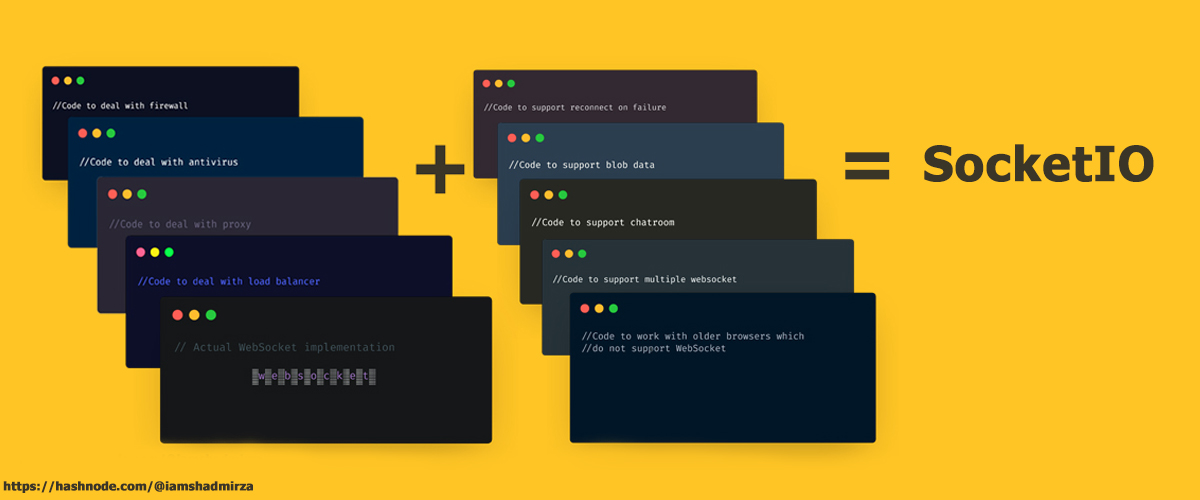 //Code to deal with firewall
//Code to deal with antivirus
//Code to deal with proxy
//Code to deal with load balancer
// Actual WebSocket implementation
websocket
+
//Code to support reconnect on failure
//Code to support blob data
//Code to support chatroom
//Code to support multiple websocket
//Code to work with older browsers which
//do not support WebSocket
= SocketIO
https://hashnode.com/@iamshadmirza